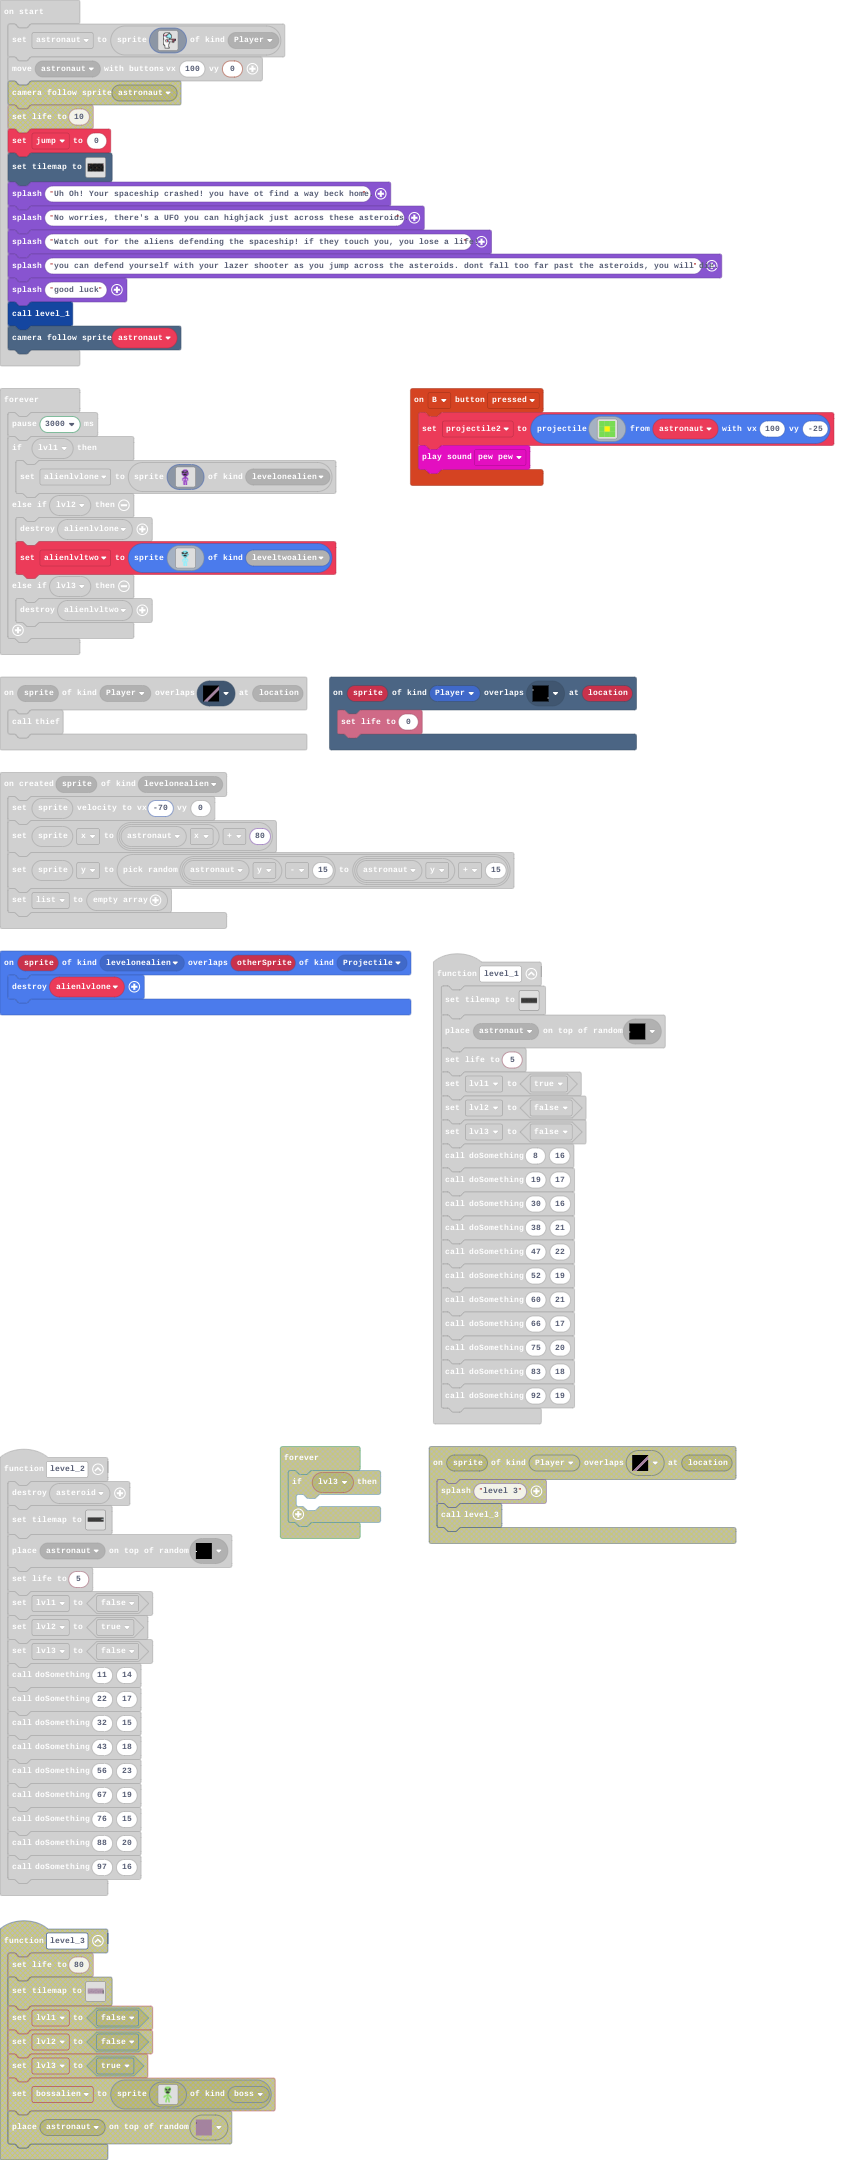 on start
set astronaut to sprite of kind Player
move astronaut with buttons vx 100 vy 0
camera follow sprite astronaut
set life to 10
set jump to 0
set tilemap to
splash "Uh Oh! Your spaceship crashed! you have ot find a way beck home
splash "No worries, there's a UFO you can highjack just across these asteroids
splash "Watch out for the aliens defending the spaceship! if they touch you, you lose a life
splash "you can defend yourself with your lazer shooter as you jump across the asteroids. dont fall too far past the asteroids, you will"
splash "good luck"
call level_1
camera follow sprite astronaut
forever
pause 3000 ms
if lvl1 then
set alienlvlone to sprite of kind levelonealien
else if lvl2 then
destroy alienlvlone
set alienlvltwo to sprite of kind leveltwoalien
else if lvl3 then
destroy alienlvltwo
on B button pressed
set projectile2 to projectile from astronaut with vx 100 vy -25
play sound pew pew
on sprite of kind Player overlaps at location
call thief
on sprite of kind Player overlaps at location
set life to 0
on created sprite of kind levelonealien
set sprite velocity to vx -70 vy 0
set sprite x to astronaut x + 80
set sprite y to pick random astronaut y - 15 to astronaut y + 15
set list to empty array
on sprite of kind levelonealien overlaps otherSprite of kind Projectile
destroy alienlvlone
function level_1
set tilemap to
place astronaut on top of random
set life to 5
set lvl1 to true
set lvl2 to false
set lvl3 to false
call doSomething 8 16
call doSomething 19 17
call doSomething 30 16
call doSomething 38 21
call doSomething 47 22
call doSomething 52 19
call doSomething 60 21
call doSomething 66 17
call doSomething 75 20
call doSomething 83 18
call doSomething 92 19
function level_2
destroy asteroid
set tilemap to
place astronaut on top of random
set life to 5
set lvl1 to false
set lvl2 to true
set lvl3 to false
call doSomething 11 14
call doSomething 22 17
call doSomething 32 15
call doSomething 43 18
call doSomething 56 23
call doSomething 67 19
call doSomething 76 15
call doSomething 88 20
call doSomething 97 16
forever
if lvl3 then
on sprite of kind Player overlaps at location
splash "level 3"
call level_3
function level_3
set life to 80
set tilemap to
set lvl1 to false
set lvl2 to false
set lvl3 to true
set bossalien to sprite of kind boss
place astronaut on top of random